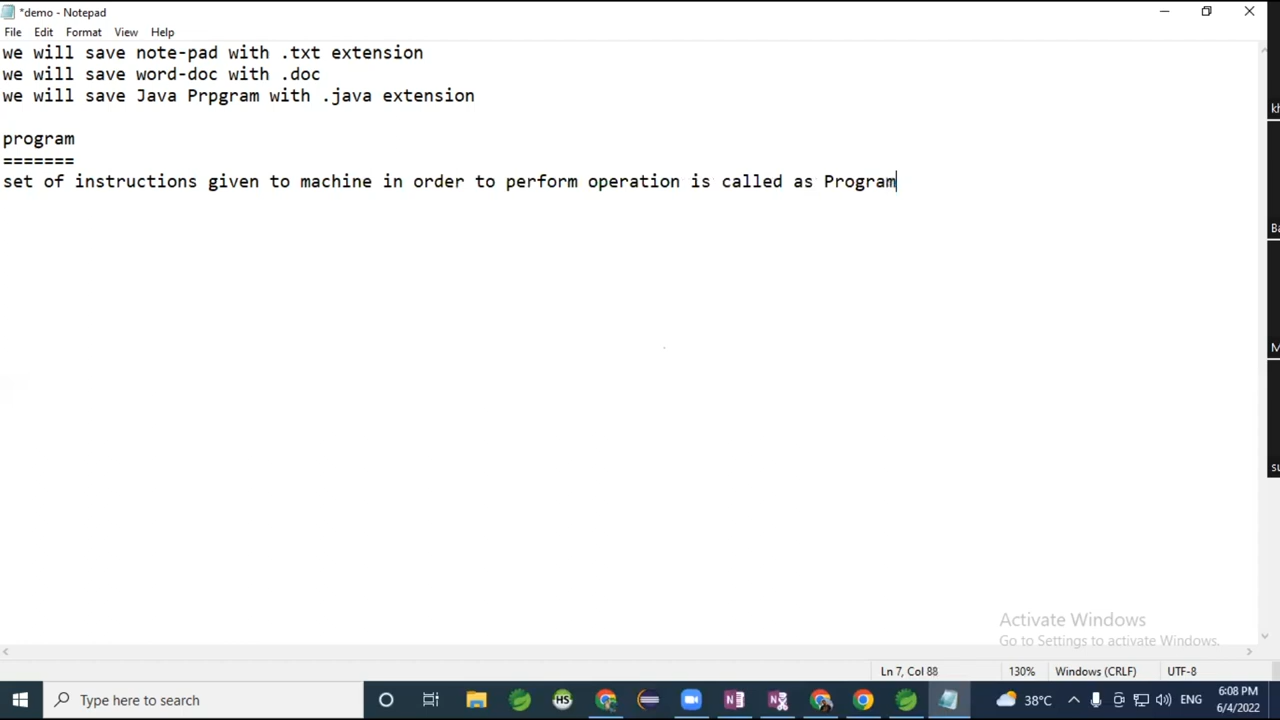 *demo - Notepad
File Edit Format View Help
we will save note-pad with .txt extension
we will save word-doc with .doc
we will save Java Prpgram with .java extension
program
=======
set of instructions given to machine in order to perform operation is called as Program
Activate Windows
Go to Settings to activate Windows.
Ln 7, Col 88 130% Windows (CRLF) UTF-8
Type here to search
HS
38°C
ENG
6:08 PM
6/4/2022